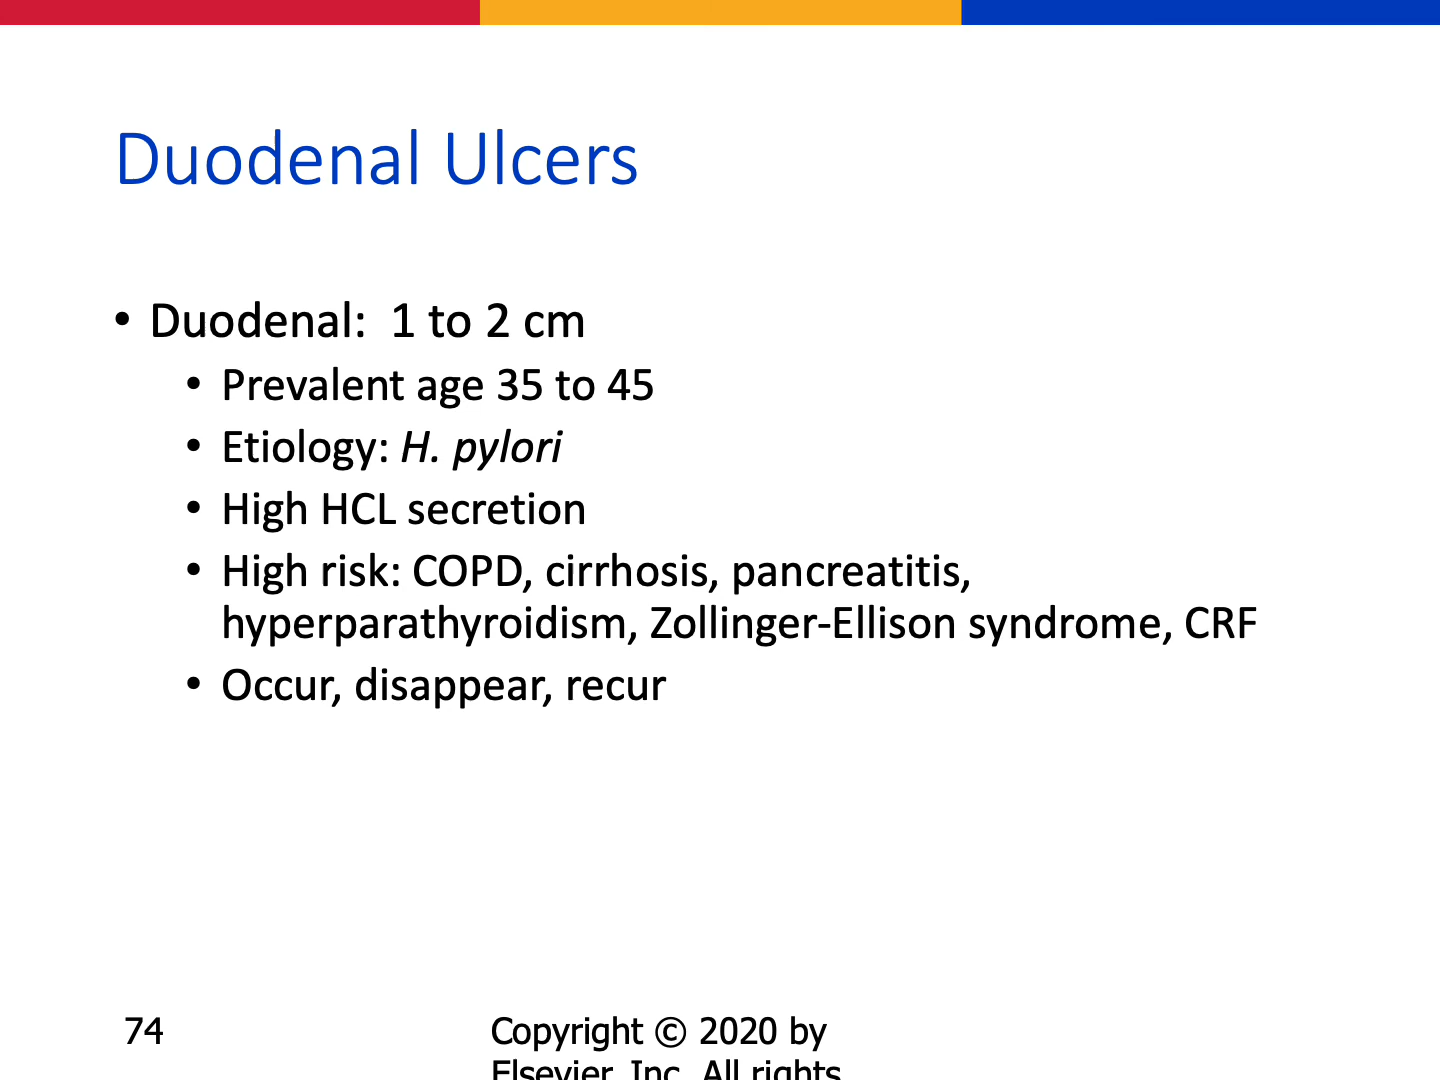 Duodenal Ulcers
• Duodenal:  1 to 2 cm
• Prevalent age 35 to 45
• Etiology: H. pylori
• High HCL secretion
• High risk: COPD, cirrhosis, pancreatitis,
hyperparathyroidism, Zollinger-Ellison syndrome, CRF
• Occur, disappear, recur
74
Copyright © 2020 by
Elsevier, Inc. All rights